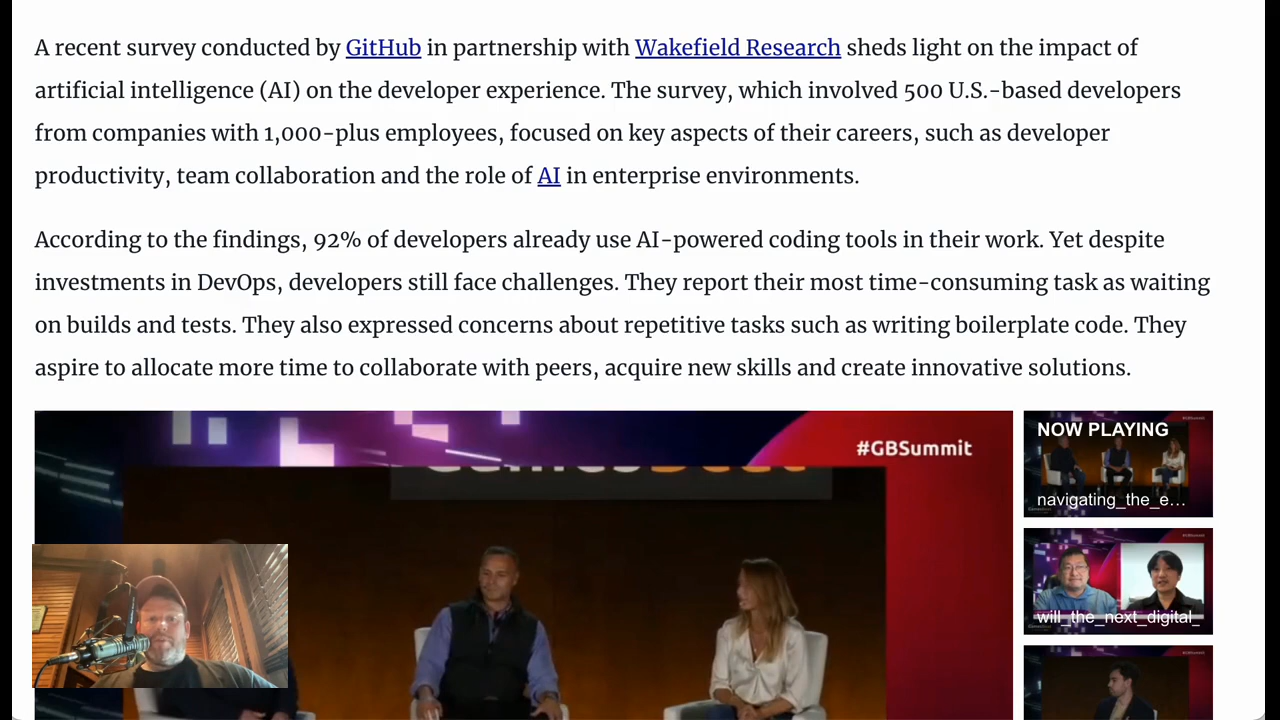 A recent survey conducted by GitHub in partnership with Wakefield Research sheds light on the impact of
artificial intelligence (AI) on the developer experience. The survey, which involved 500 U.S.-based developers
from companies with 1,000-plus employees, focused on key aspects of their careers, such as developer
productivity, team collaboration and the role of AI in enterprise environments.
According to the findings, 92% of developers already use AI-powered coding tools in their work. Yet despite
investments in DevOps, developers still face challenges. They report their most time-consuming task as waiting
on builds and tests. They also expressed concerns about repetitive tasks such as writing boilerplate code. They
aspire to allocate more time to collaborate with peers, acquire new skills and create innovative solutions.
#GBSummit
NOW PLAYING
navigating_the_e…
will_the_next_digital_